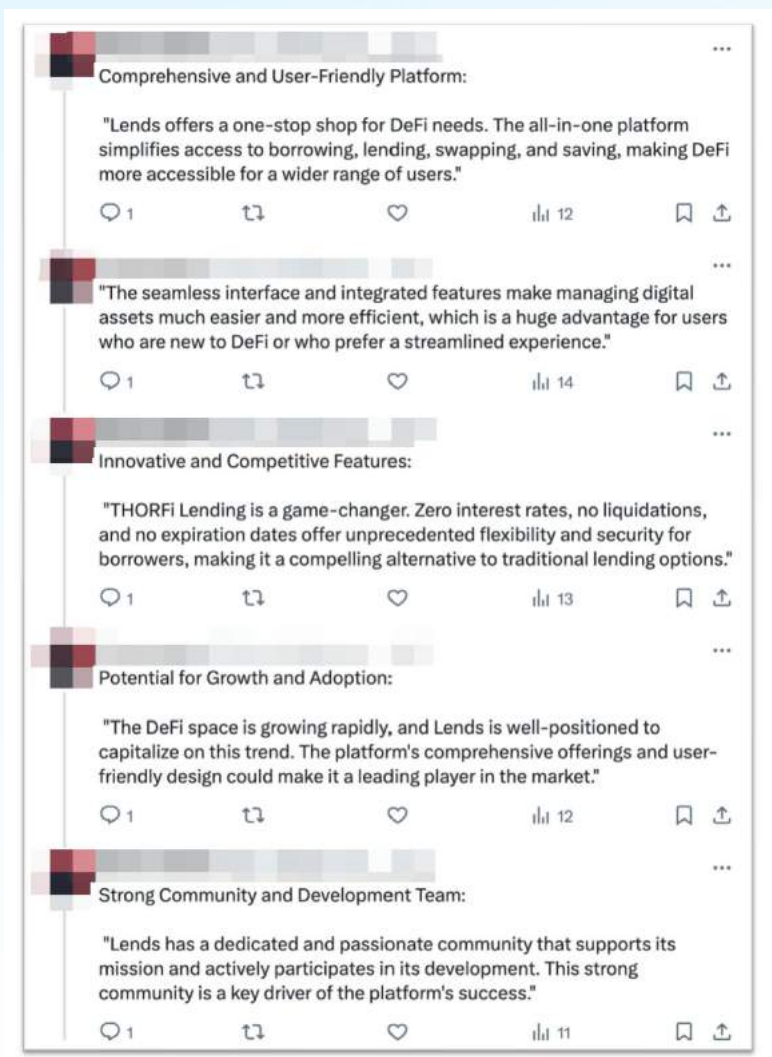 Comprehensive and User-Friendly Platform:
"Lends offers a one-stop shop for DeFi needs. The all-in-one platform
simplifies access to borrowing, lending, swapping, and saving, making DeFi
more accessible for a wider range of users."
1 12
"The seamless interface and integrated features make managing digital
assets much easier and more efficient, which is a huge advantage for users
who are new to DeFi or who prefer a streamlined experience."
1 14
Innovative and Competitive Features:
"THORFi Lending is a game-changer. Zero interest rates, no liquidations,
and no expiration dates offer unprecedented flexibility and security for
borrowers, making it a compelling alternative to traditional lending options."
1 13
Potential for Growth and Adoption:
"The DeFi space is growing rapidly, and Lends is well-positioned to
capitalize on this trend. The platform's comprehensive offerings and user-
friendly design could make it a leading player in the market."
1 12
Strong Community and Development Team:
"Lends has a dedicated and passionate community that supports its
mission and actively participates in its development. This strong
community is a key driver of the platform's success."
1 11